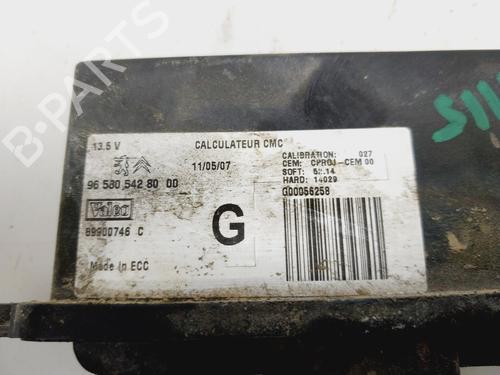 B-PARTS
13.5 V
CALCULATEUR CMC
11/05/07
CALIBRATION: 027
CEM: CPROJ-CEM 00
SOFT: 52.14
HARD: 14029
96 580 542 80 00
G00056258
Valeo
89900746 C
G
Made in ECC